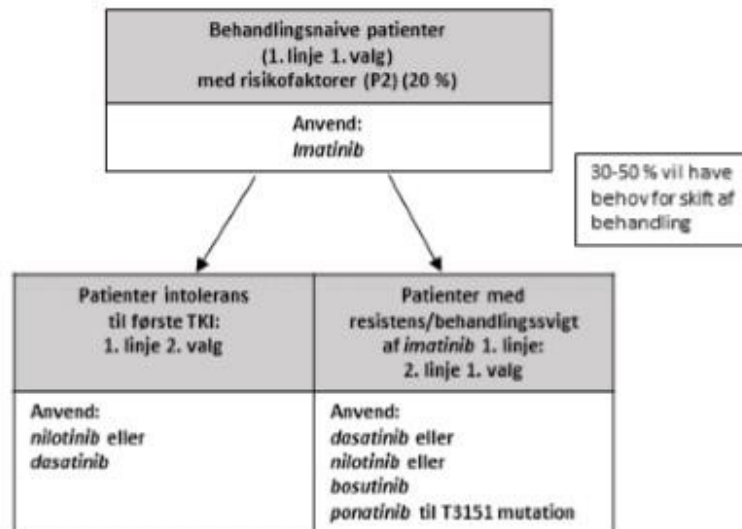 Behandlingsnaive patienter
(1. linje 1. valg)
med risikofaktorer (P2) (20 %)
Anvend:
Imatinib
30-50 % vil have
behov for skift af
behandling
Patienter intolerans
til første TKI:
1. linje 2. valg
Anvend:
nilotinib eller
dasatinib
Patienter med
resistens/behandlingssvigt
af imatinib 1. linje:
2. linje 1. valg
Anvend:
dasatinib eller
nilotinib eller
bosutinib
ponatinib til T3151 mutation